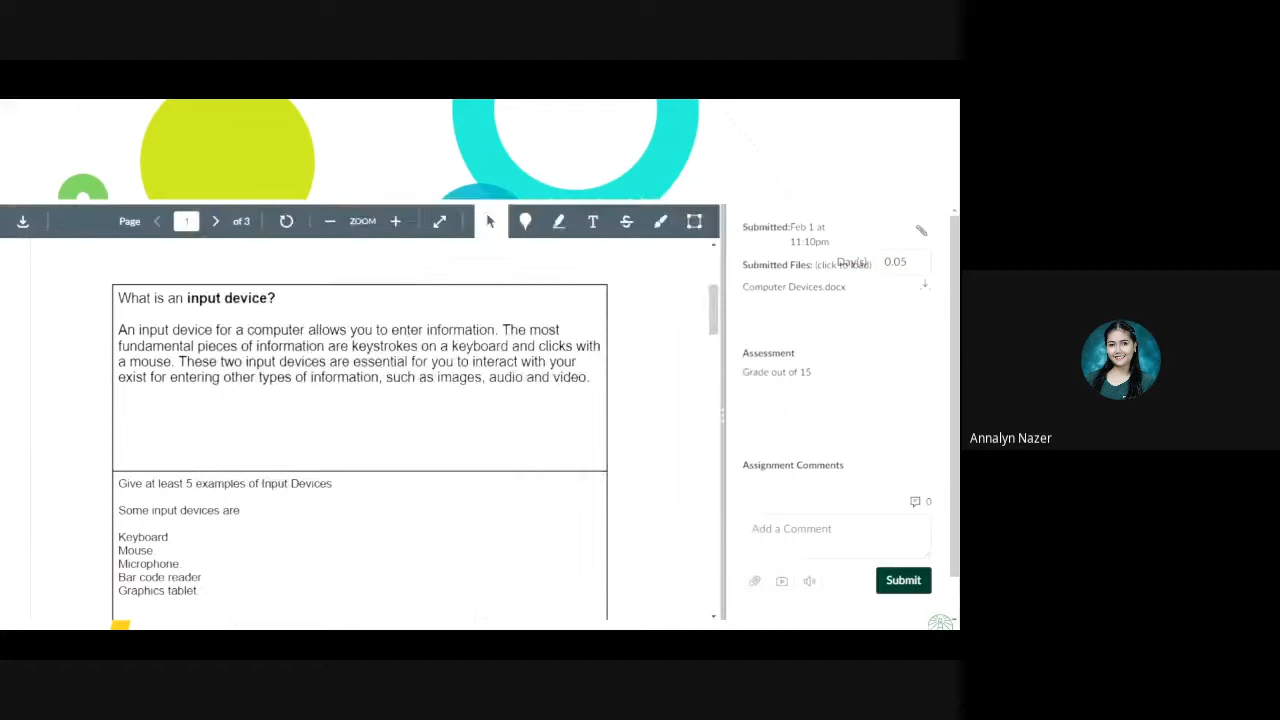 Page 1 of 3 ZOOM
What is an input device?
An input device for a computer allows you to enter information. The most
fundamental pieces of information are keystrokes on a keyboard and clicks with
a mouse. These two input devices are essential for you to interact with your
exist for entering other types of information, such as images, audio and video.
Give at least 5 examples of Input Devices
Some input devices are
Keyboard
Mouse
Microphone.
Bar code reader
Graphics tablet.
Submitted: Feb 1 at
11:10pm
Day(s) 0.05
Submitted Files: (click to load)
Computer Devices.docx
Assessment
Grade out of 15
Assignment Comments
0
Add a Comment
Submit
Annalyn Nazer